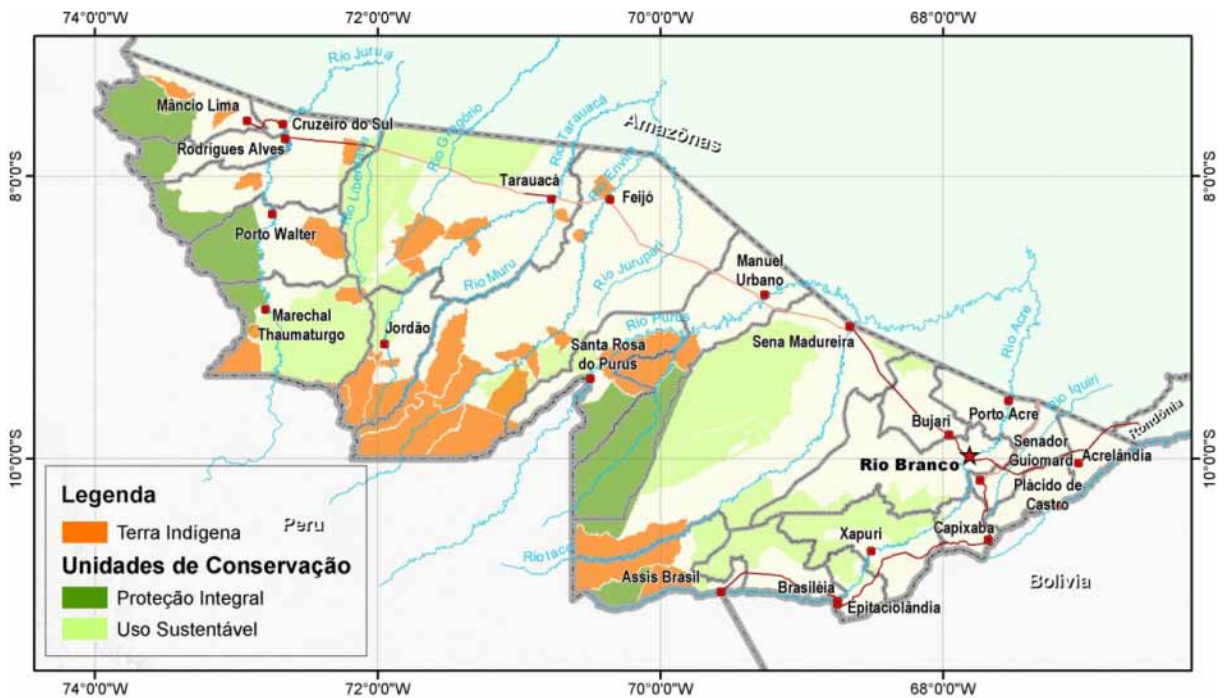 74°0'0"W
72°0'0"W
70°0'0"W
68°0'0"W
Rio Juruá
Mâncio Lima
Cruzeiro do Sul
Rodrigues Alves
Rio Liberdade
Rio Gregório
Rio Tarauacá
Amazônas
8°0'0"S
8°0'0"S
Tarauacá
Rio Envira
Feijó
Porto Walter
Rio Muru
Rio Jurupari
Manuel
Urbano
Marechal
Thaumaturgo
Jordão
Rio Purus
Santa Rosa
do Purus
Sena Madureira
Rio Acre
Rio Iquiri
Porto Acre
Bujari
Rondônia
Senador
Guiomard
Acrelândia
Rio Branco
10°0'0"S
10°0'0"S
Plácido de
Castro
Legenda
Terra Indígena
Unidades de Conservação
Proteção Integral
Uso Sustentável
Peru
Rio Iaco
Xapuri
Capixaba
Assis Brasil
Brasiléia
Epitaciolândia
Bolivia
74°0'0"W
72°0'0"W
70°0'0"W
68°0'0"W